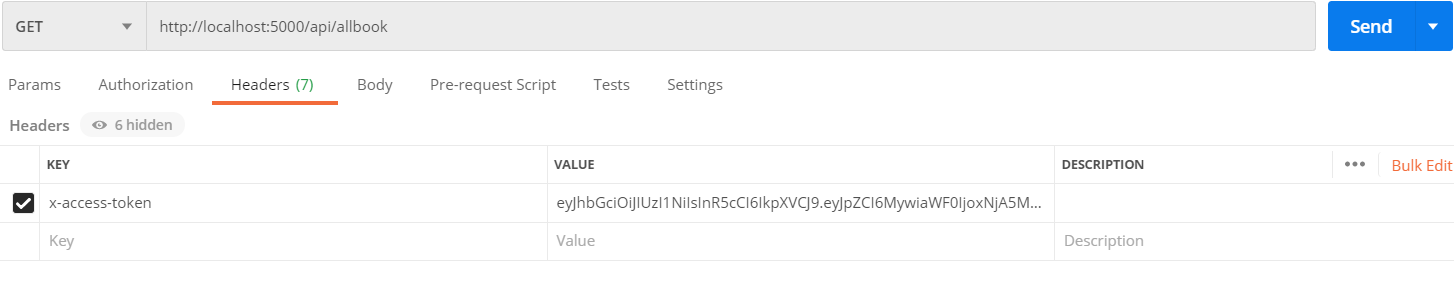 GET http://localhost:5000/api/allbook Send
Params Authorization Headers (7) Body Pre-request Script Tests Settings
Headers 6 hidden
KEY VALUE DESCRIPTION ••• Bulk Edit
x-access-token eyJhbGciOiJIUzI1NiIsInR5cCI6IkpXVCJ9.eyJpZCI6MywiaWF0IjoxNjA5M...
Key Value Description